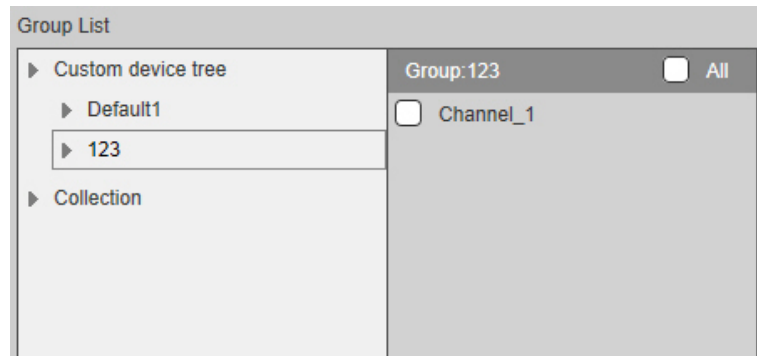 Group List
Custom device tree
Default1
123
Collection
Group:123
All
Channel_1